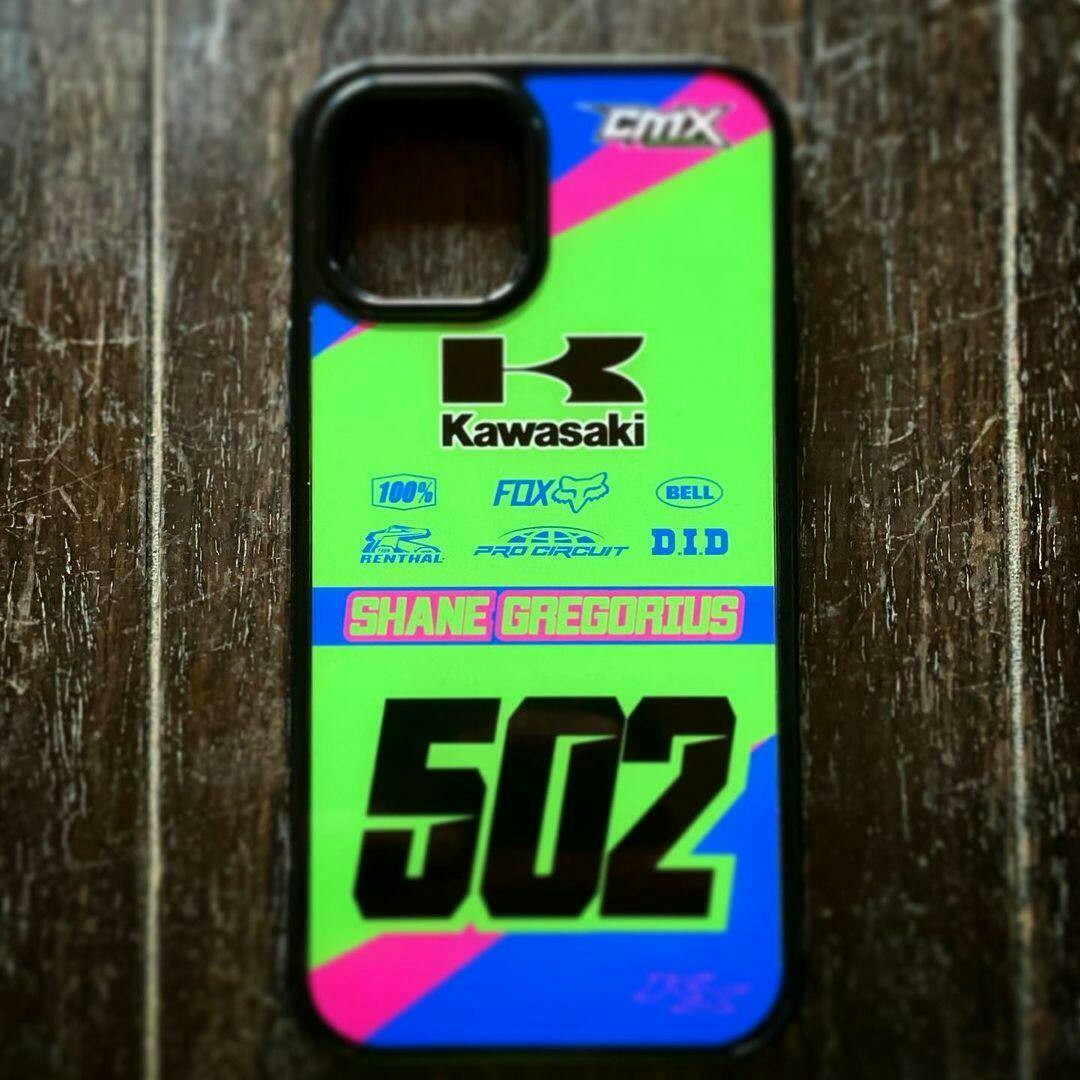 CMX
Kawasaki
100% FOX BELL
RENTHAL PRO CIRCUIT D.I.D
SHANE GREGORIUS
502